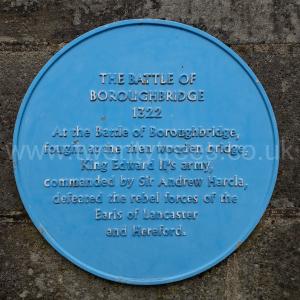 THE BATTLE OF
BOROUGHBRIDGE
1322
At the Battle of Boroughbridge,
fought at the then wooden bridge,
King Edward II's army,
commanded by Sir Andrew Harcla,
defeated the rebel forces of the
Earls of Lancaster
and Hereford.